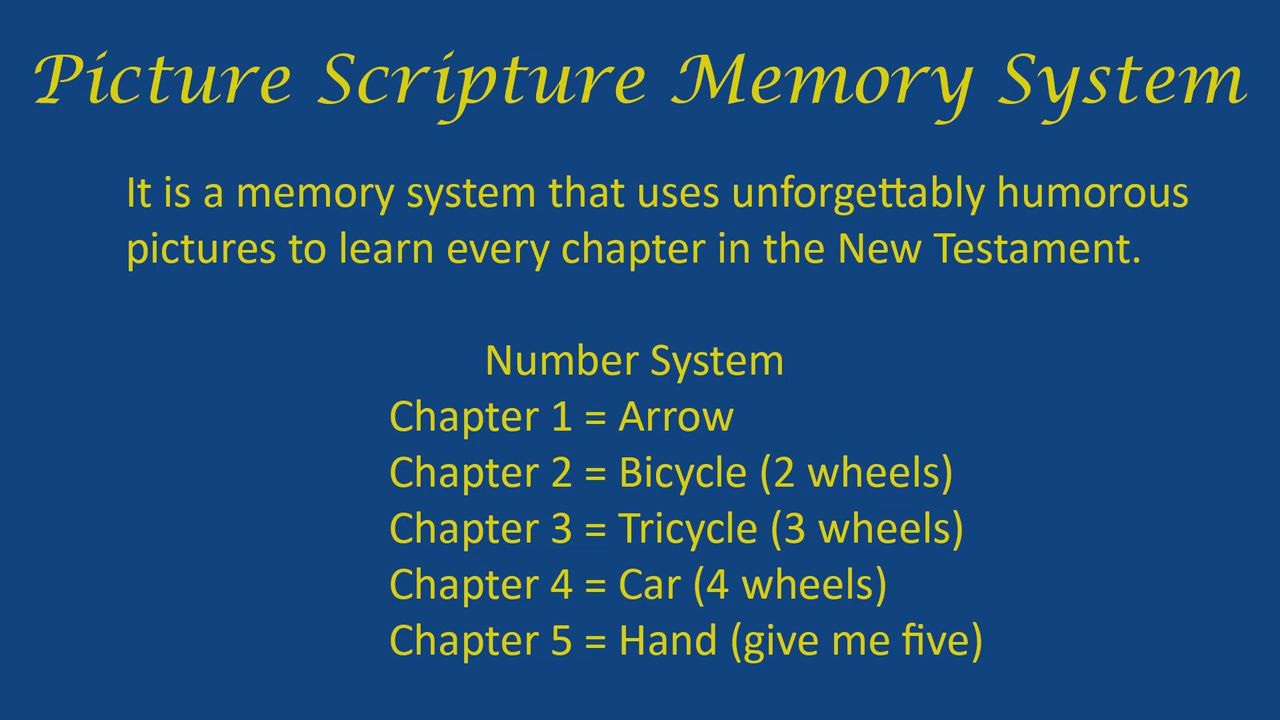 Picture Scripture Memory System
It is a memory system that uses unforgettably humorous
pictures to learn every chapter in the New Testament.
Number System
Chapter 1 = Arrow
Chapter 2 = Bicycle (2 wheels)
Chapter 3 = Tricycle (3 wheels)
Chapter 4 = Car (4 wheels)
Chapter 5 = Hand (give me five)